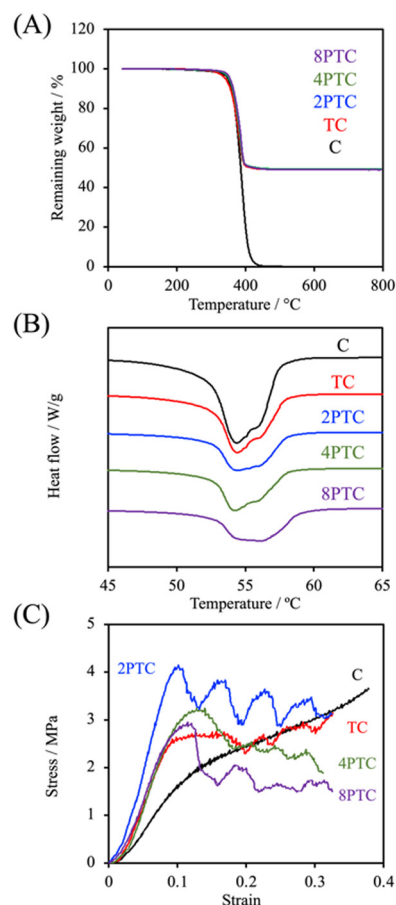 (A)
120
100
80
60
40
20
0
Remaining weight / %
8PTC
4PTC
2PTC
TC
C
0
200
400
600
800
Temperature / °C
(B)
Heat flow / W/g
C
TC
2PTC
4PTC
8PTC
45
50
55
60
65
Temperature / °C
(C)
5
4
3
2
1
0
Stress / MPa
2PTC
C
TC
4PTC
8PTC
0
0.1
0.2
0.3
0.4
Strain